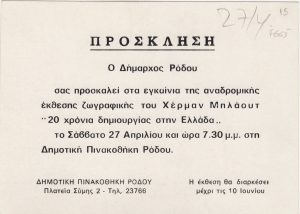 27/4
ΠΡΟΣΚΛΗΣΗ
Ο Δήμαρχος Ρόδου
σας προσκαλεί στα εγκαίνια της αναδρομικής
έκθεσης ζωγραφικής του Χέρμαν Μπλάουτ
"20 χρόνια δημιουργίας στην Ελλάδα"
το Σάββατο 27 Απριλίου και ώρα 7.30 μ.μ. στη
Δημοτική Πινακοθήκη Ρόδου.
ΔΗΜΟΤΙΚΗ ΠΙΝΑΚΟΘΗΚΗ ΡΟΔΟΥ
Πλατεία Σύμης 2 - Τηλ. 23766
Η έκθεση θα διαρκέσει
μέχρι τις 10 Ιουνίου